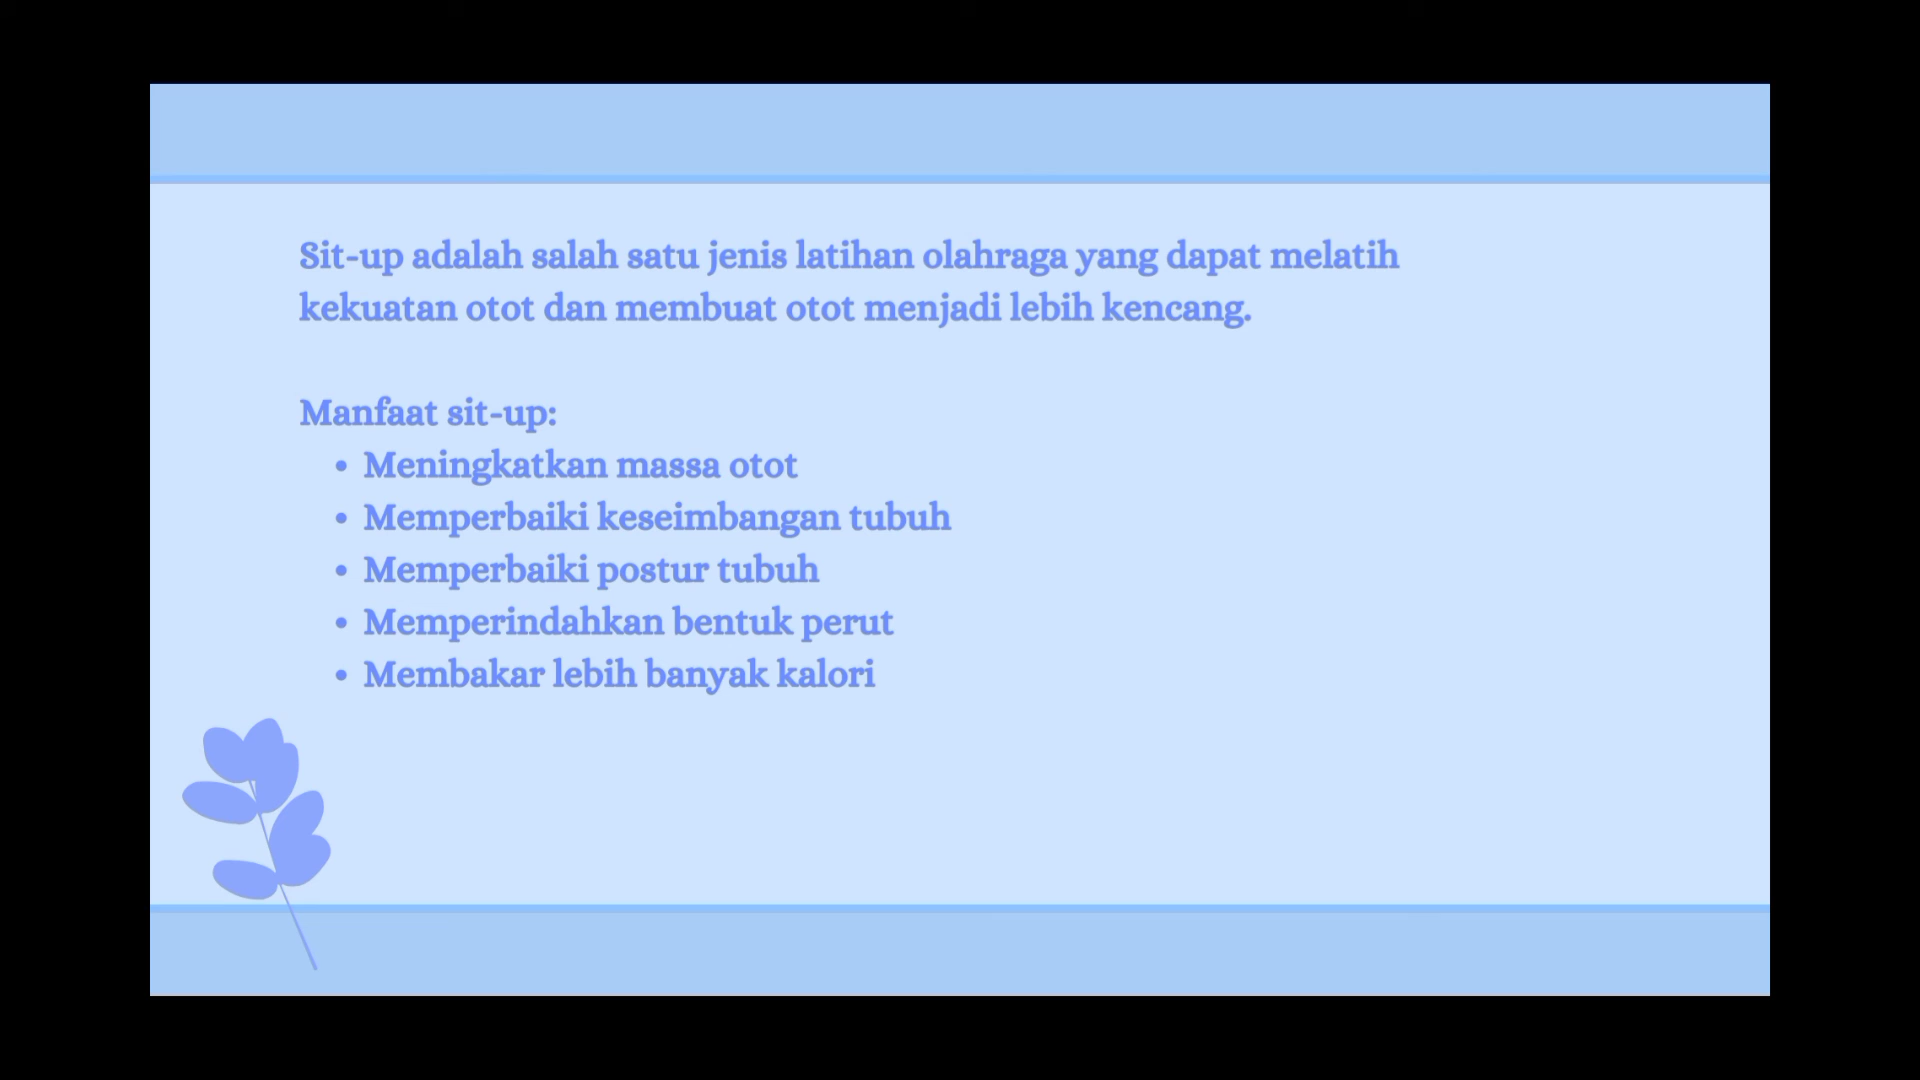 Sit-up adalah salah satu jenis latihan olahraga yang dapat melatih
kekuatan otot dan membuat otot menjadi lebih kencang.
Manfaat sit-up:
• Meningkatkan massa otot
• Memperbaiki keseimbangan tubuh
• Memperbaiki postur tubuh
• Memperindahkan bentuk perut
• Membakar lebih banyak kalori